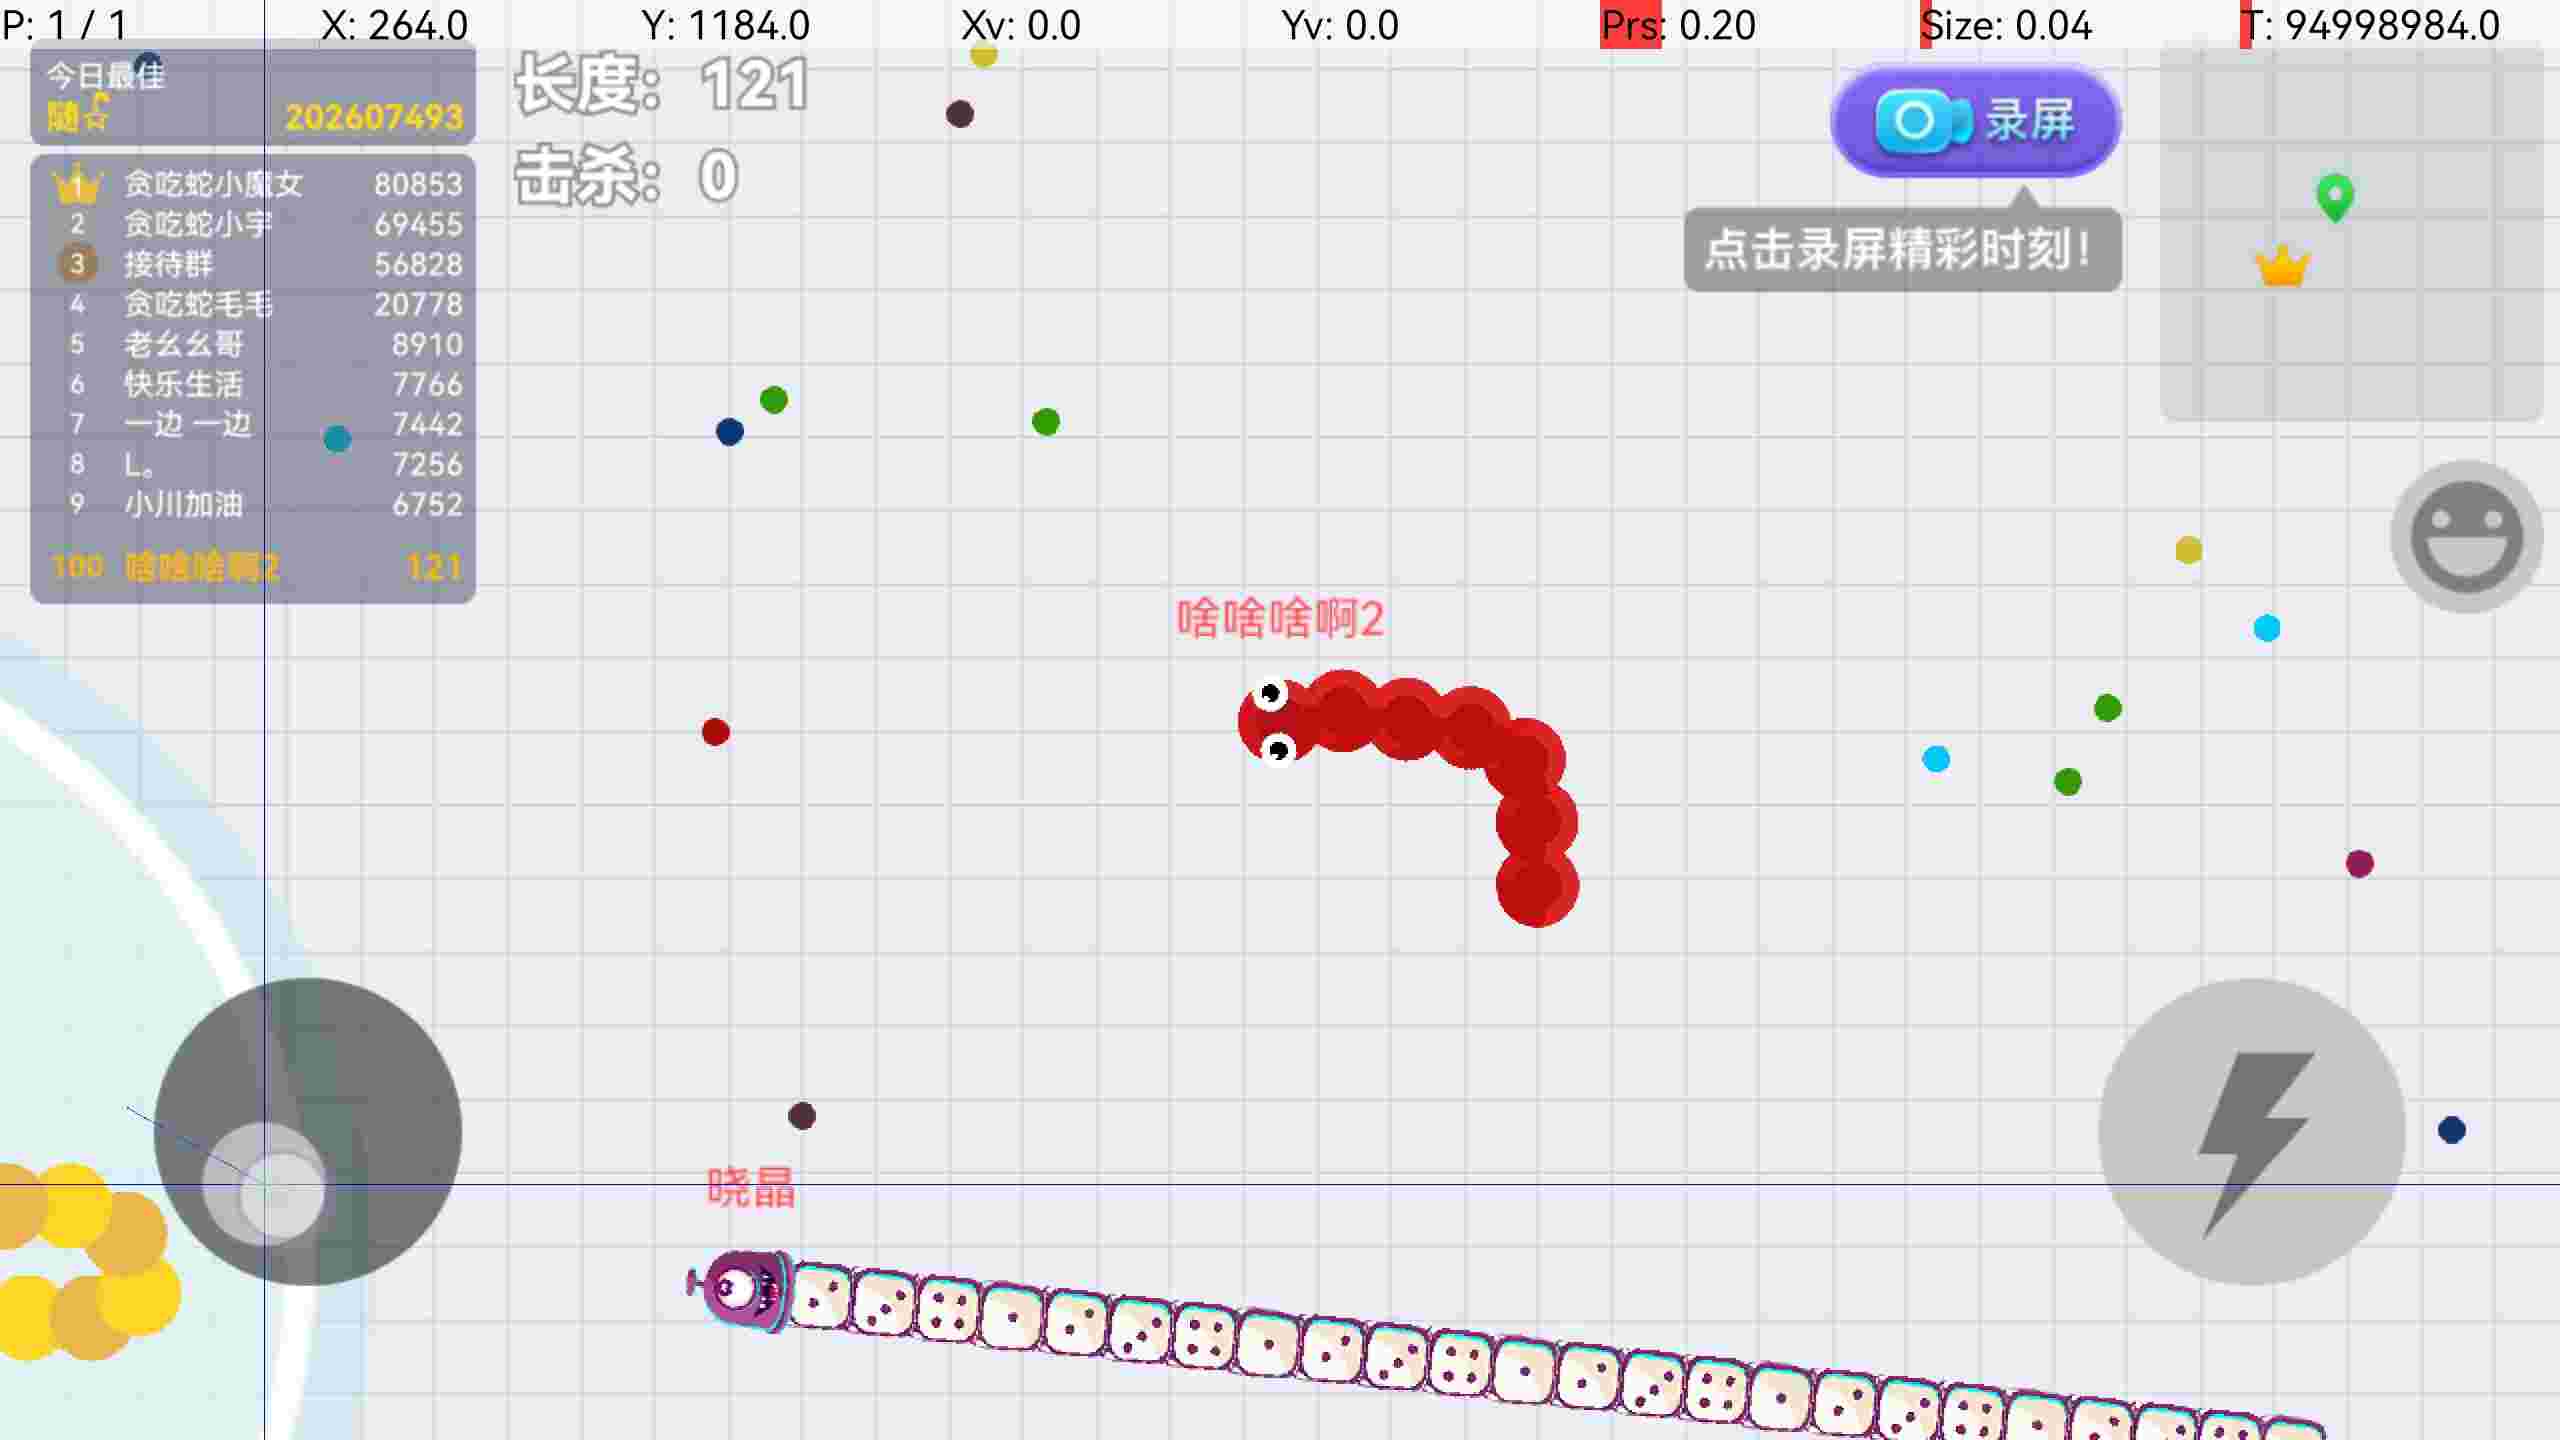 P: 1 / 1 X: 264.0 Y: 1184.0 Xv: 0.0 Yv: 0.0 Prs: 0.20 Size: 0.04 T: 94998984.0
今日最佳
随☆ 202607493
长度: 121
击杀: 0
录屏
点击录屏精彩时刻!
1 贪吃蛇小魔女 80853
2 贪吃蛇小宇 69455
3 接待群 56828
4 贪吃蛇毛毛 20778
5 老幺幺哥 8910
6 快乐生活 7766
7 一边 一边 7442
8 L。 7256
9 小川加油 6752
100 啥啥啥啊2 121
啥啥啥啊2
晓晶